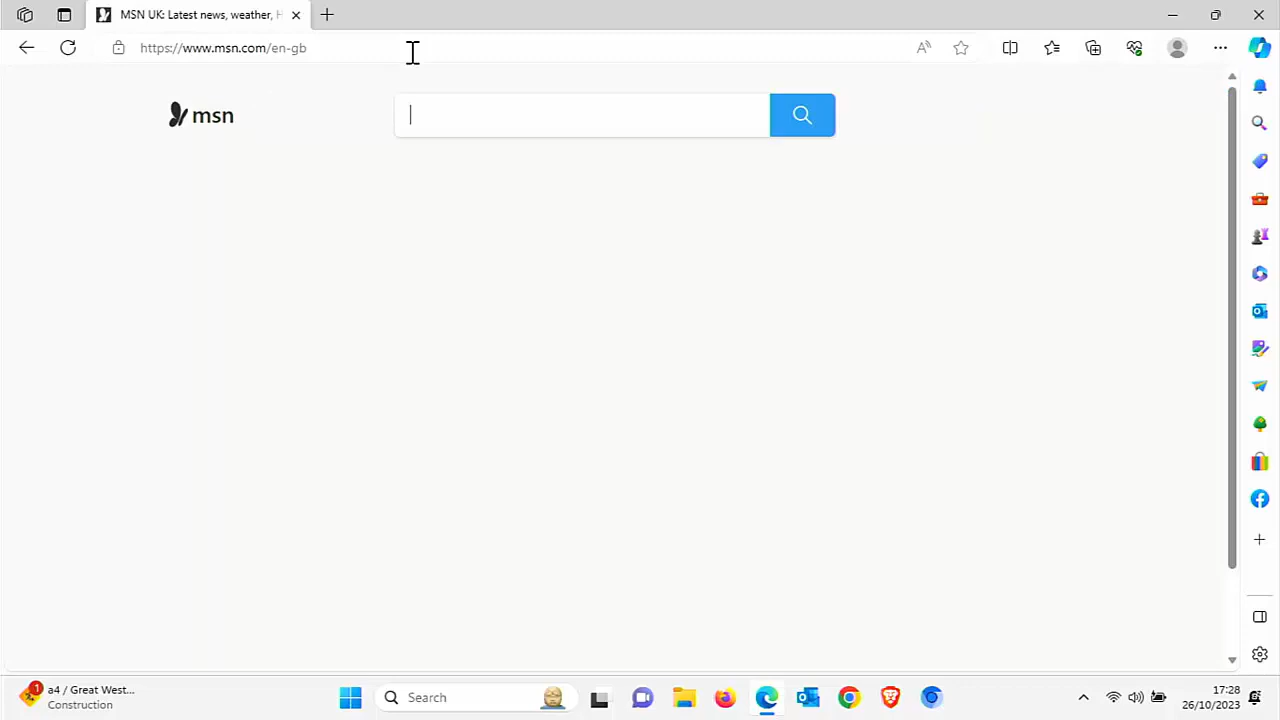 MSN UK: Latest news, weather, H
https://www.msn.com/en-gb
msn
a4 / Great West...
Construction
1
Search
17:28
26/10/2023